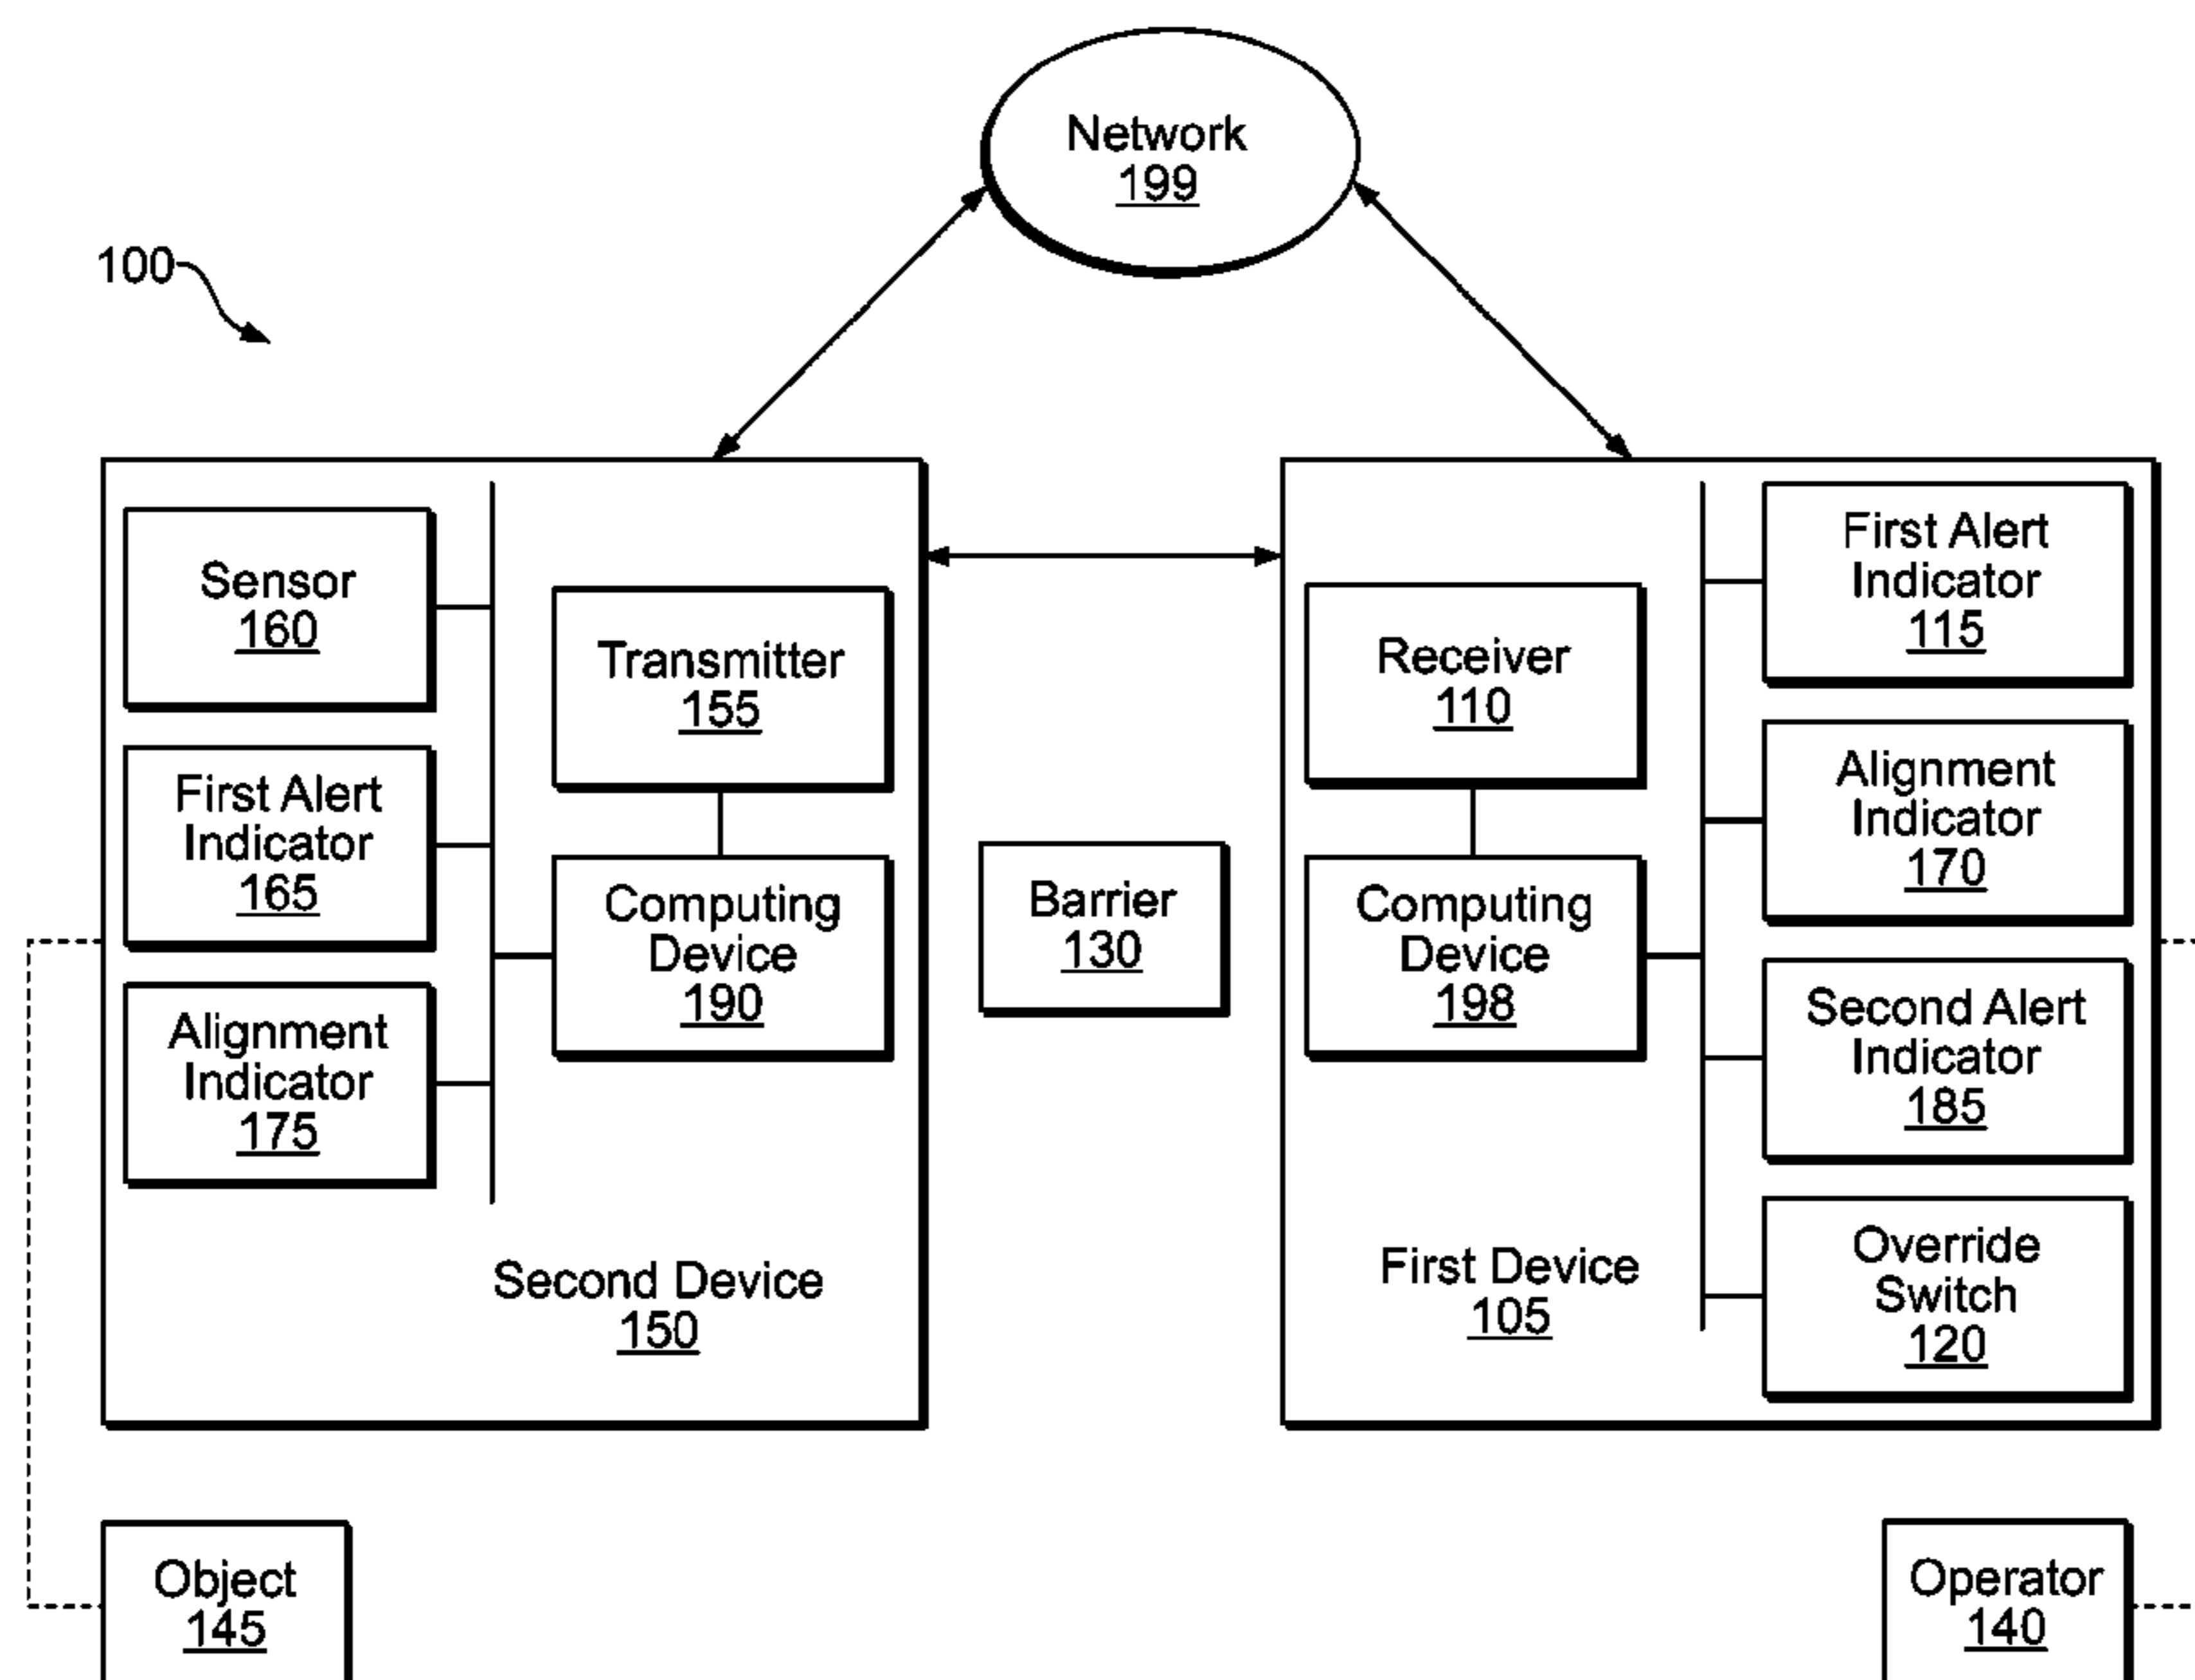 Network
199
100
Sensor
160
Transmitter
155
First Alert
Indicator
165
Computing
Device
190
Alignment
Indicator
175
Second Device
150
Barrier
130
Receiver
110
First Alert
Indicator
115
Alignment
Indicator
170
Computing
Device
198
Second Alert
Indicator
185
First Device
105
Override
Switch
120
Object
145
Operator
140